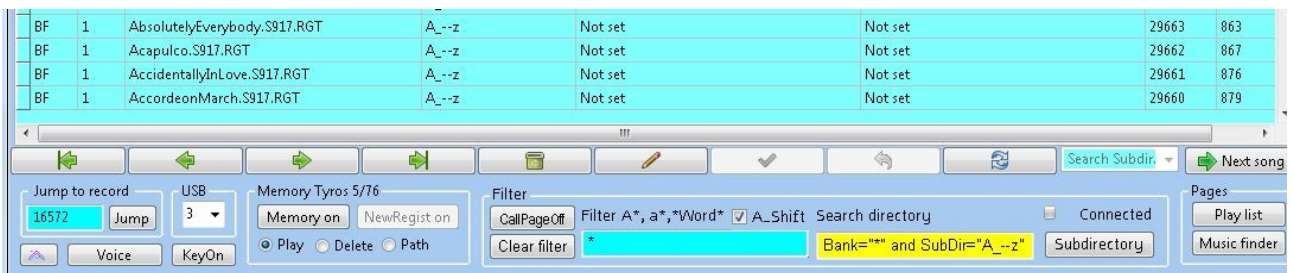 BF 1 AbsolutelyEverybody.S917.RGT A_--z Not set Not set 29663 863
BF 1 Acapulco.S917.RGT A_--z Not set Not set 29662 867
BF 1 AccidentallyInLove.S917.RGT A_--z Not set Not set 29661 876
BF 1 AccordeonMarch.S917.RGT A_--z Not set Not set 29660 879
Search Subdir. Next song
Jump to record USB Memory Tyros 5/76 Filter Pages
16572 Jump 3 Memory on NewRegist on CallPageOff Filter A*, a*,*Word* A_Shift Search directory Connected Play list
Voice KeyOn Play Delete Path Clear filter * Bank="*" and SubDir="A_--z" Subdirectory Music finder